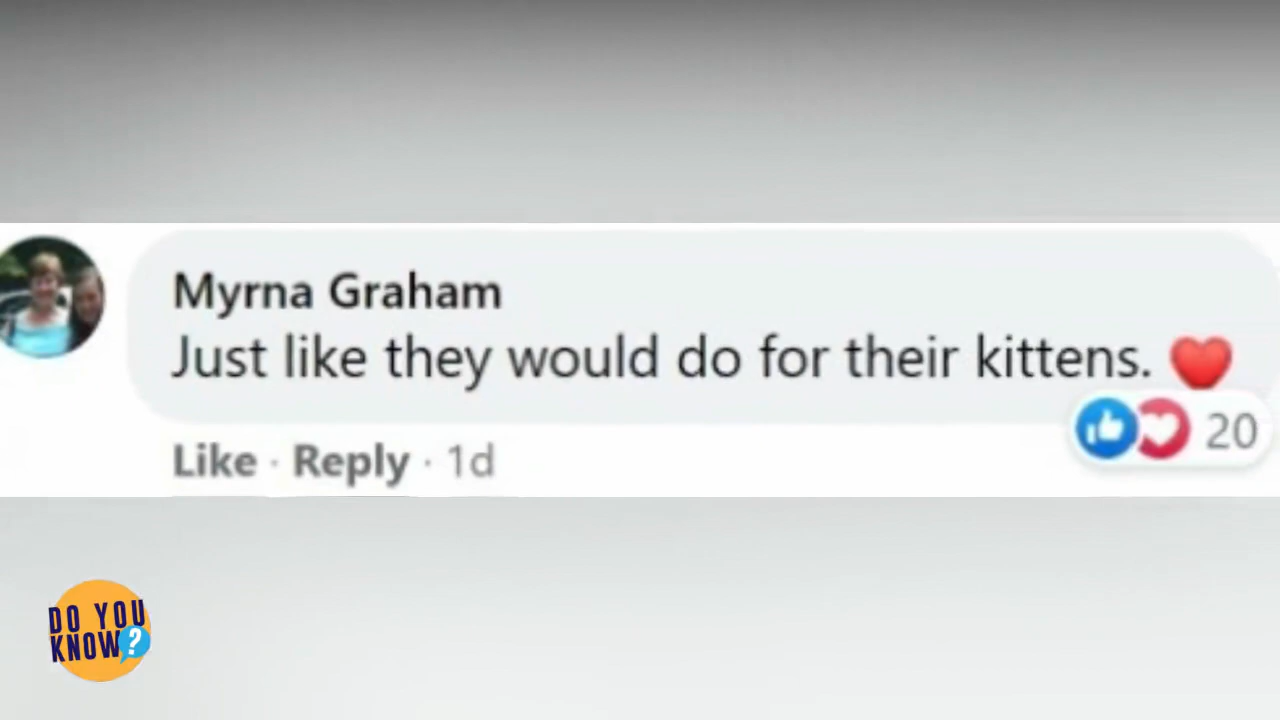 Myrna Graham
Just like they would do for their kittens. ❤️
20
Like · Reply · 1d
DO YOU
KNOW?